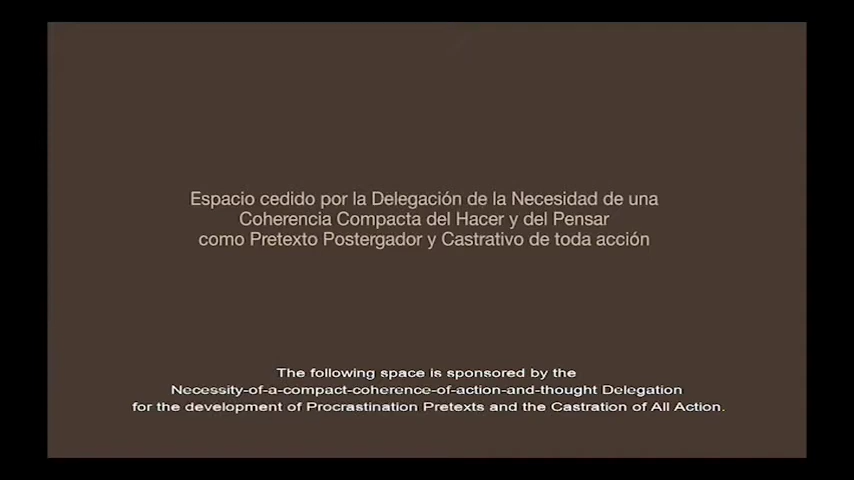 Espacio cedido por la Delegación de la Necesidad de una
Coherencia Compacta del Hacer y del Pensar
como Pretexto Postergador y Castrativo de toda acción
The following space is sponsored by the
Necessity-of-a-compact-coherence-of-action-and-thought Delegation
for the development of Procrastination Pretexts and the Castration of All Action.